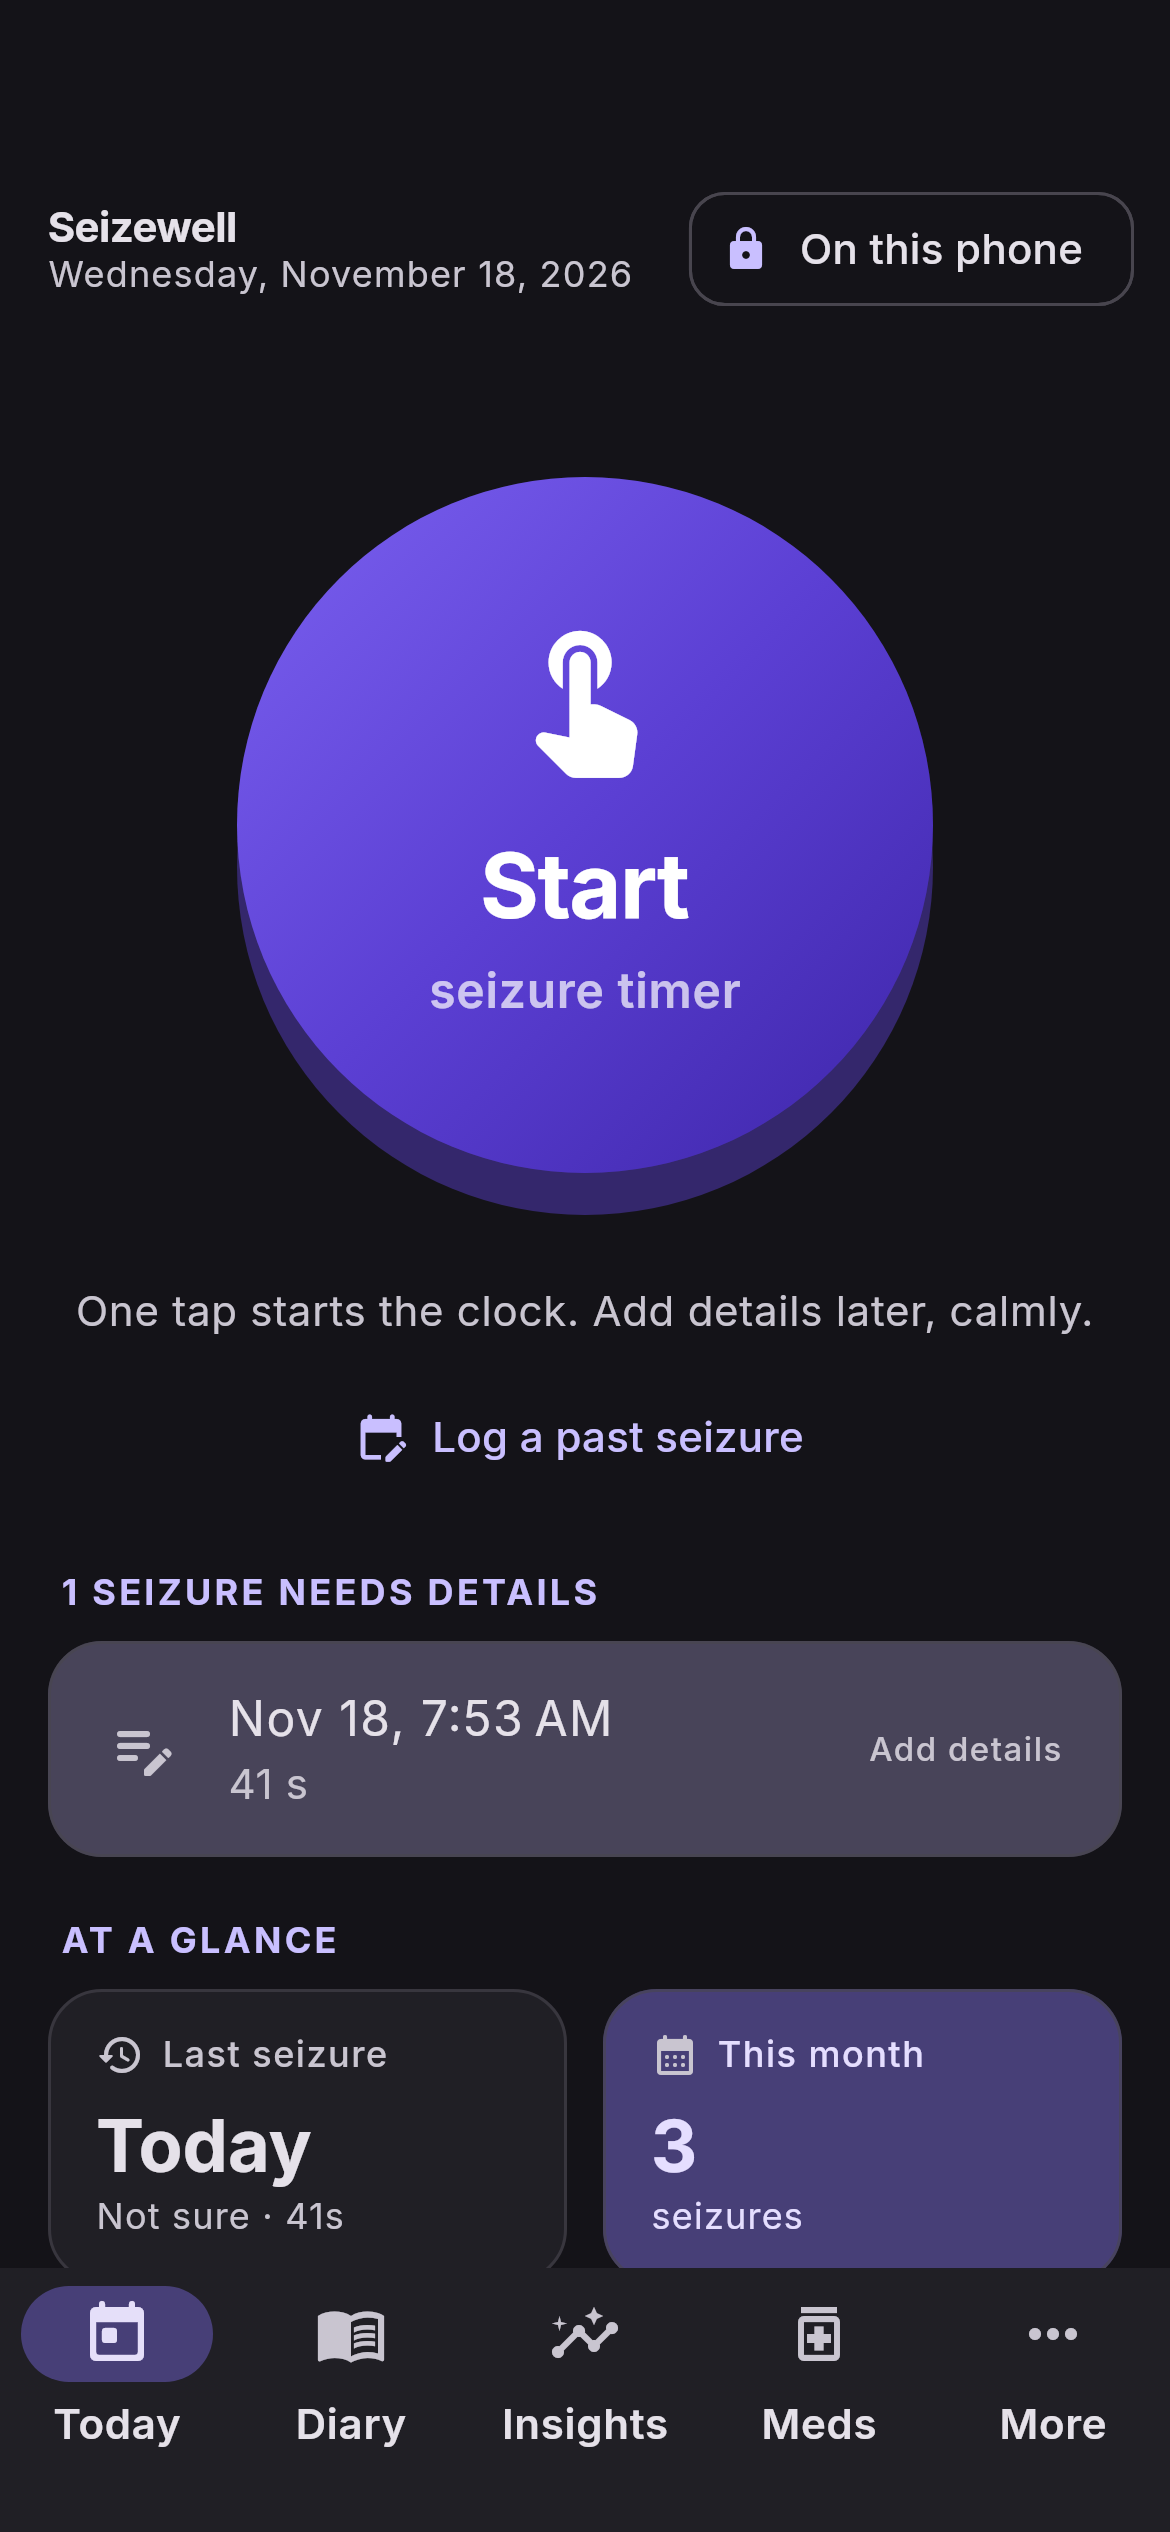 Seizewell
Wednesday, November 18, 2026
On this phone
Start
seizure timer
One tap starts the clock. Add details later, calmly.
Log a past seizure
1 SEIZURE NEEDS DETAILS
Nov 18, 7:53 AM
41 s
Add details
AT A GLANCE
Last seizure
Today
Not sure · 41s
This month
3
seizures
Today
Diary
Insights
Meds
More